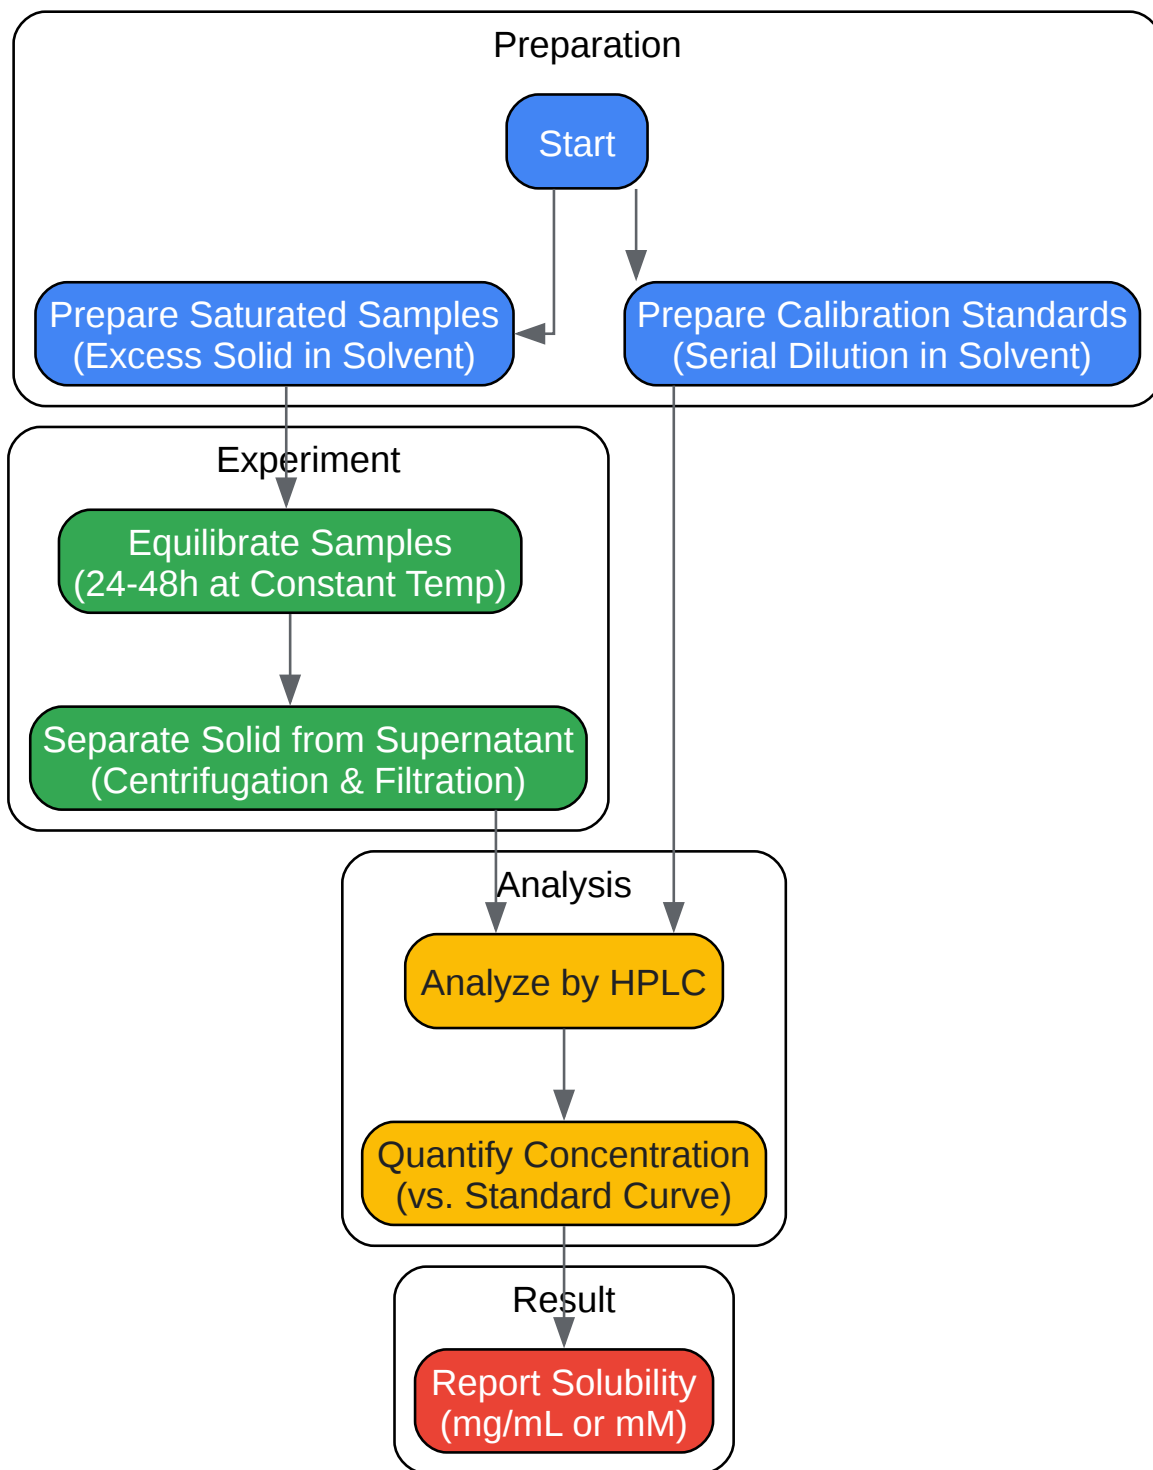 Preparation
Start
Prepare Saturated Samples
(Excess Solid in Solvent)
Prepare Calibration Standards
(Serial Dilution in Solvent)
Experiment
Equilibrate Samples
(24-48h at Constant Temp)
Separate Solid from Supernatant
(Centrifugation & Filtration)
Analysis
Analyze by HPLC
Quantify Concentration
(vs. Standard Curve)
Result
Report Solubility
(mg/mL or mM)